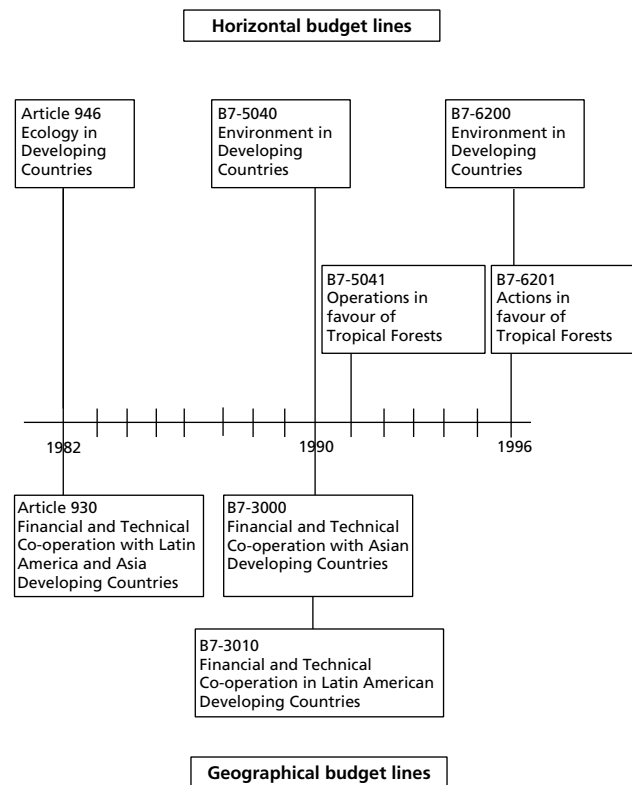 Horizontal budget lines
Article 946
Ecology in
Developing
Countries
B7-5040
Environment in
Developing
Countries
B7-6200
Environment in
Developing
Countries
B7-5041
Operations in
favour of
Tropical Forests
B7-6201
Actions in
favour of
Tropical Forests
1982
1990
1996
Article 930
Financial and Technical
Co-operation with Latin
America and Asia
Developing Countries
B7-3000
Financial and Technical
Co-operation with Asian
Developing Countries
B7-3010
Financial and Technical
Co-operation in Latin American
Developing Countries
Geographical budget lines